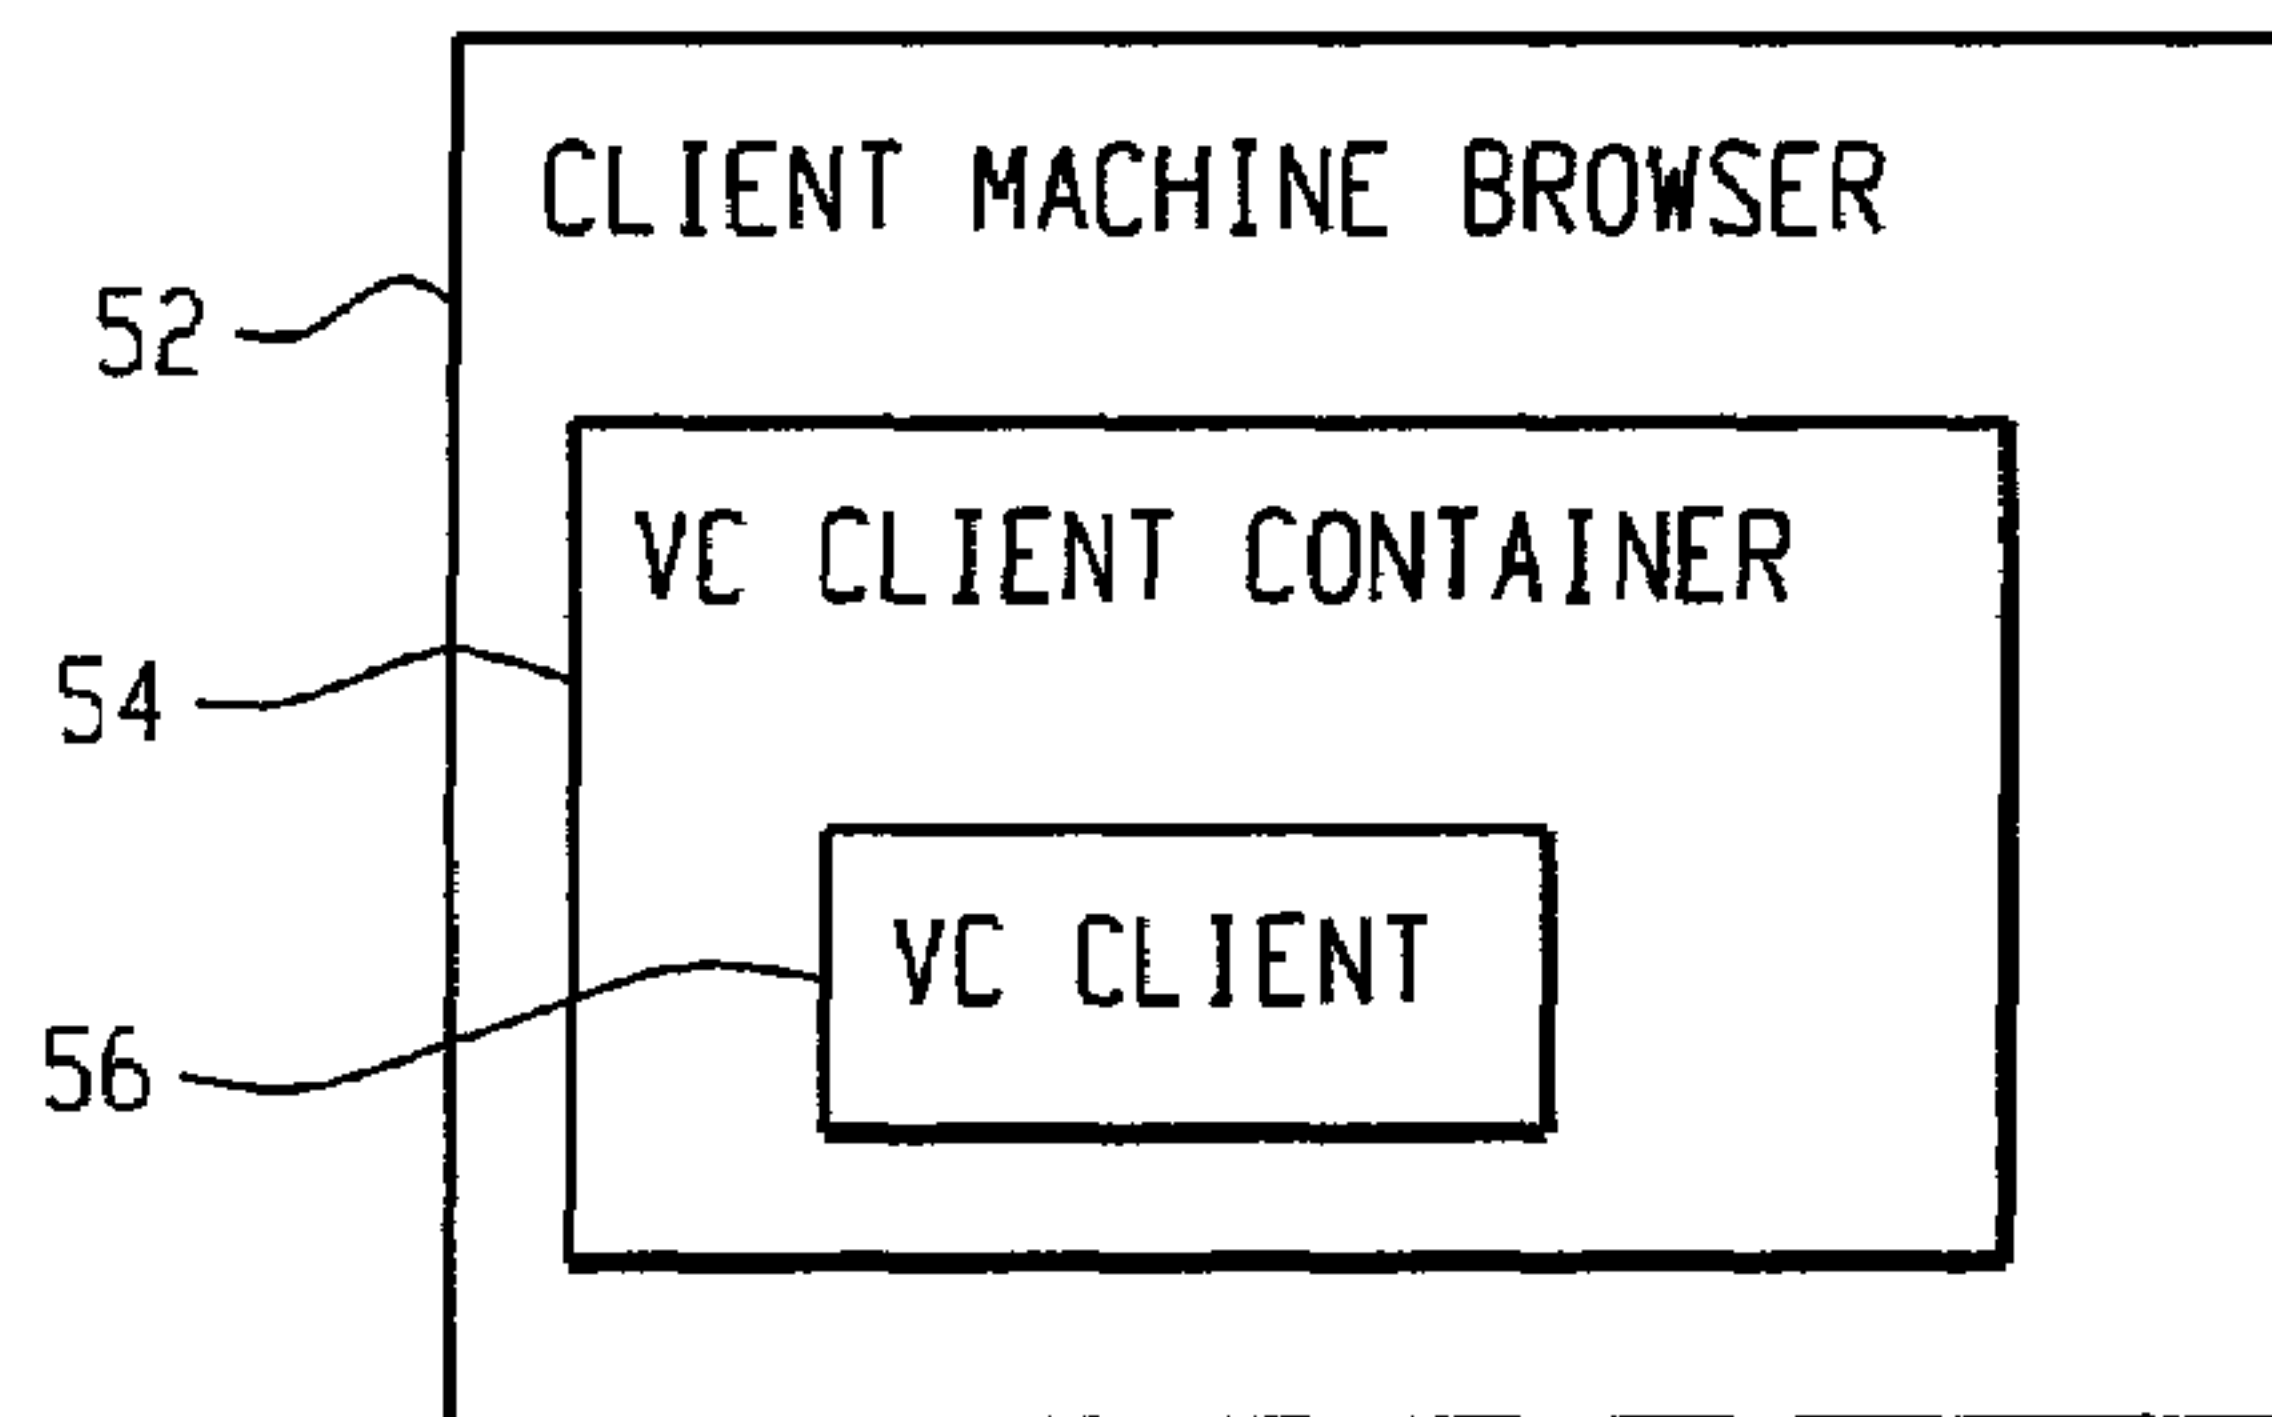 CLIENT MACHINE BROWSER
52
VC CLIENT CONTAINER
54
VC CLIENT
56